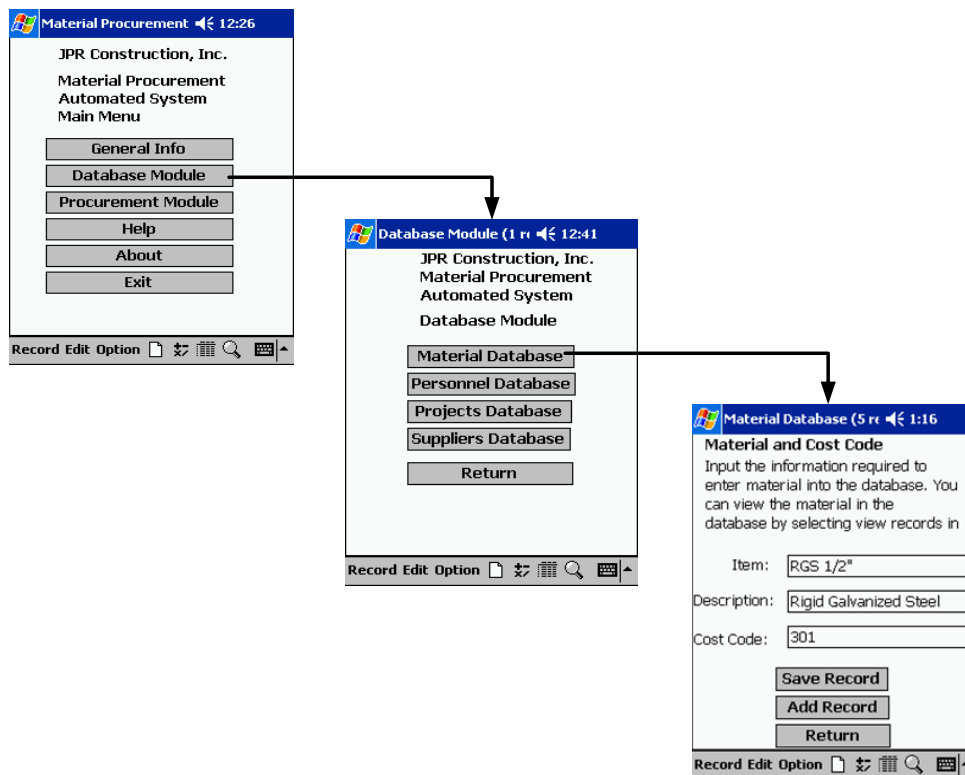 Material Procurement 12:26
JPR Construction, Inc.
Material Procurement
Automated System
Main Menu
General Info
Database Module
Procurement Module
Help
About
Exit
Record Edit Option
Database Module (1 re 12:41
JPR Construction, Inc.
Material Procurement
Automated System
Database Module
Material Database
Personnel Database
Projects Database
Suppliers Database
Return
Record Edit Option
Material Database (5 re 1:16
Material and Cost Code
Input the information required to
enter material into the database. You
can view the material in the
database by selecting view records in
Item: RGS 1/2"
Description: Rigid Galvanized Steel
Cost Code: 301
Save Record
Add Record
Return
Record Edit Option